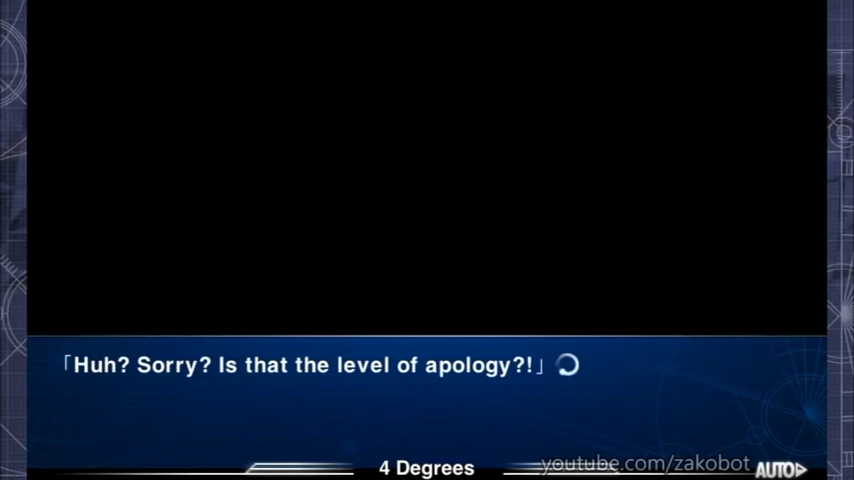 「Huh? Sorry? Is that the level of apology?!」
4 Degrees
youtube.com/zakobot
AUTO